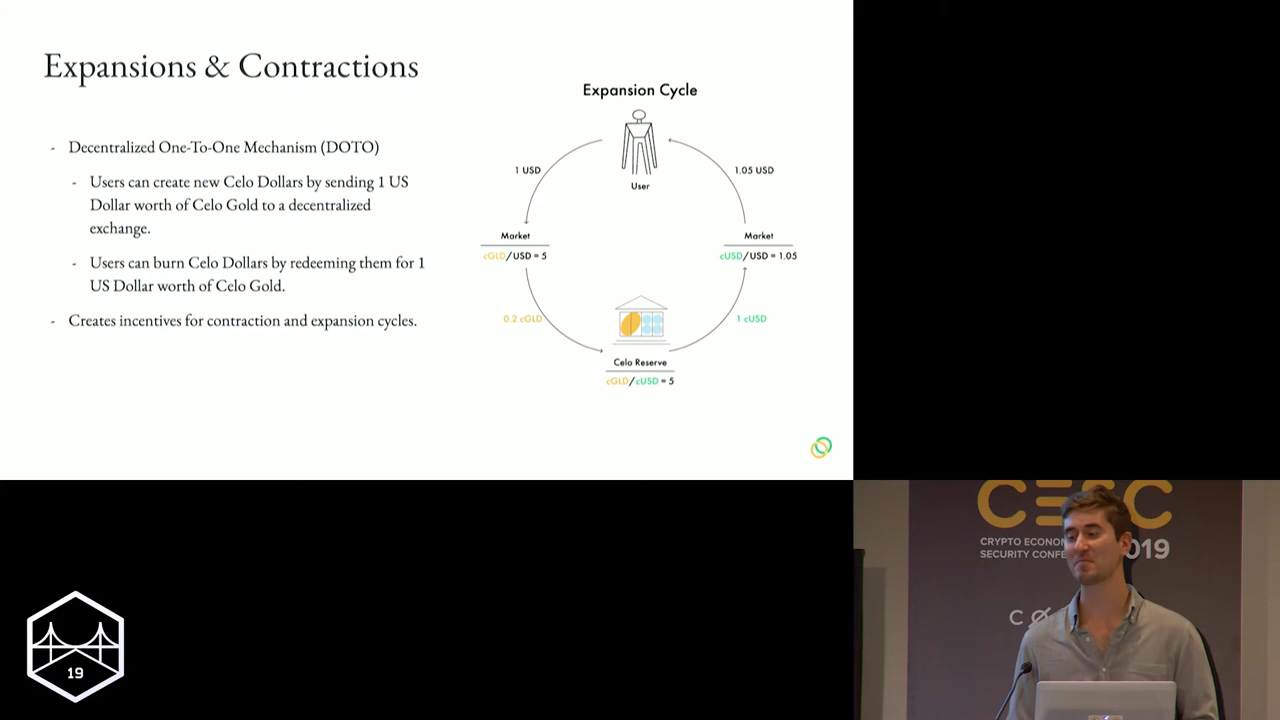 Expansions & Contractions
- Decentralized One-To-One Mechanism (DOTO)
- Users can create new Celo Dollars by sending 1 US
Dollar worth of Celo Gold to a decentralized
exchange.
- Users can burn Celo Dollars by redeeming them for 1
US Dollar worth of Celo Gold.
- Creates incentives for contraction and expansion cycles.
Expansion Cycle
User
1 USD
1.05 USD
Market
cGLD/USD = 5
Market
cUSD/USD = 1.05
0.2 cGLD
1 cUSD
Celo Reserve
cGLD/cUSD = 5
19
CESC
CRYPTO ECONOM
SECURITY CONFE 2019